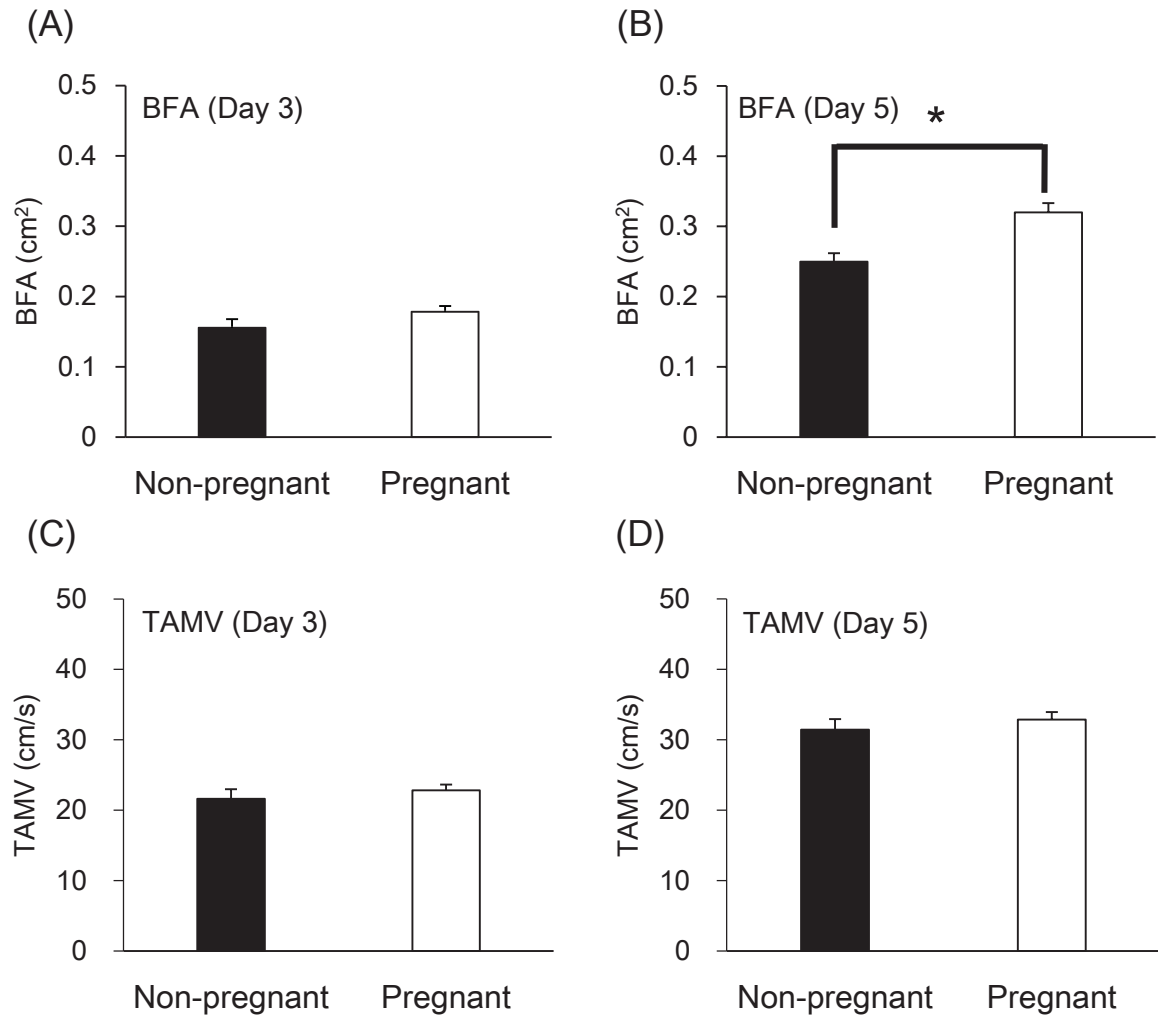 (A)
BFA (Day 3)
BFA (cm²)
0.5
0.4
0.3
0.2
0.1
0
Non-pregnant Pregnant
(B)
BFA (Day 5)
*
BFA (cm²)
0.5
0.4
0.3
0.2
0.1
0
Non-pregnant Pregnant
(C)
TAMV (Day 3)
TAMV (cm/s)
50
40
30
20
10
0
Non-pregnant Pregnant
(D)
TAMV (Day 5)
TAMV (cm/s)
50
40
30
20
10
0
Non-pregnant Pregnant